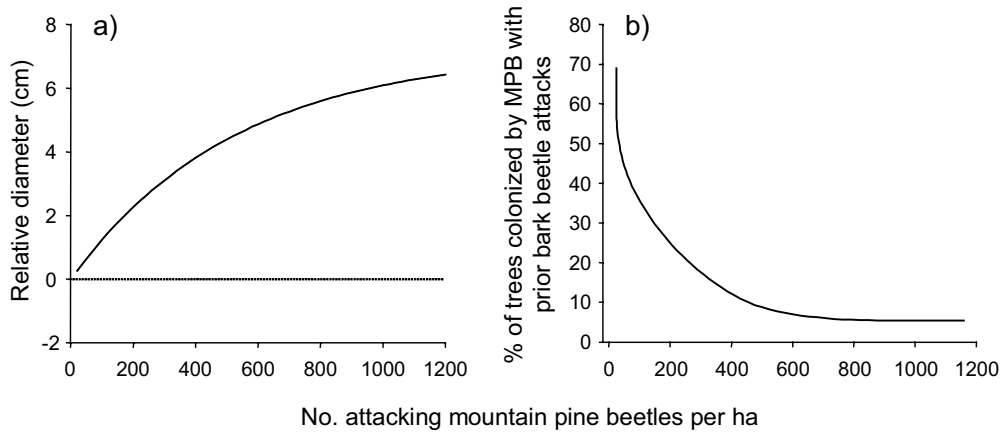 a)
Relative diameter (cm)
8
6
4
2
0
-2
0 200 400 600 800 1000 1200
b)
% of trees colonized by MPB with
prior bark beetle attacks
80
70
60
50
40
30
20
10
0
0 200 400 600 800 1000 1200
No. attacking mountain pine beetles per ha